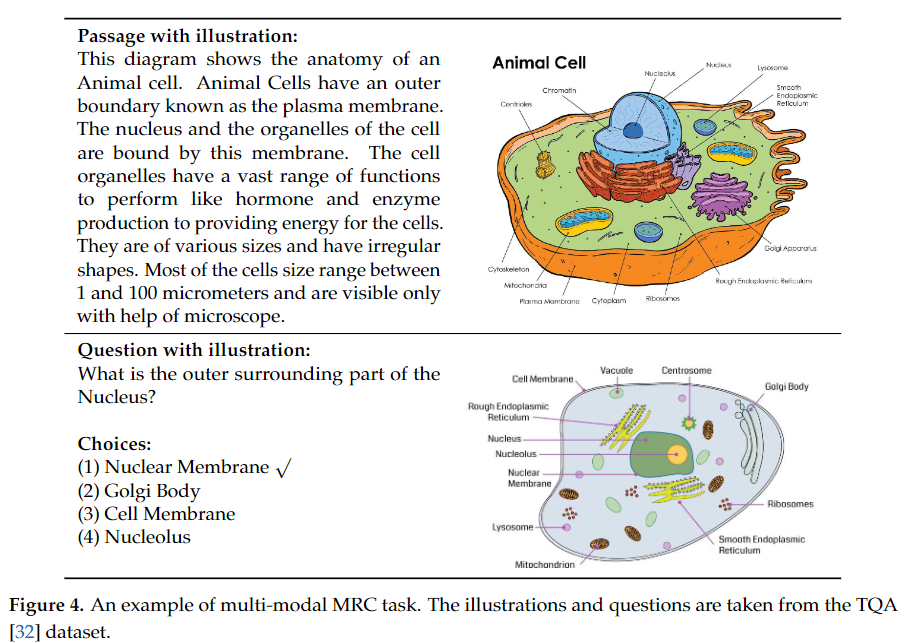 Passage with illustration:
This diagram shows the anatomy of an
Animal cell. Animal Cells have an outer
boundary known as the plasma membrane.
The nucleus and the organelles of the cell
are bound by this membrane. The cell
organelles have a vast range of functions
to perform like hormone and enzyme
production to providing energy for the cells.
They are of various sizes and have irregular
shapes. Most of the cells size range between
1 and 100 micrometers and are visible only
with help of microscope.
Animal Cell
Nucleus
Nucleolus
Lysosome
Chromatin
Smooth
Endoplasmic
Reticulum
Centrioles
Golgi Apparatus
Cytoskeleton
Mitochondria
Rough Endoplasmic Reticulum
Plasma Membrane
Cytoplasm
Ribosomes
Question with illustration:
What is the outer surrounding part of the
Nucleus?
Choices:
(1) Nuclear Membrane √
(2) Golgi Body
(3) Cell Membrane
(4) Nucleolus
Cell Membrane
Vacuole
Centrosome
Golgi Body
Rough Endoplasmic
Reticulum
Nucleus
Nucleolus
Nuclear
Membrane
Ribosomes
Lysosome
Smooth Endoplasmic
Reticulum
Mitochondrion
Figure 4. An example of multi-modal MRC task. The illustrations and questions are taken from the TQA
[32] dataset.